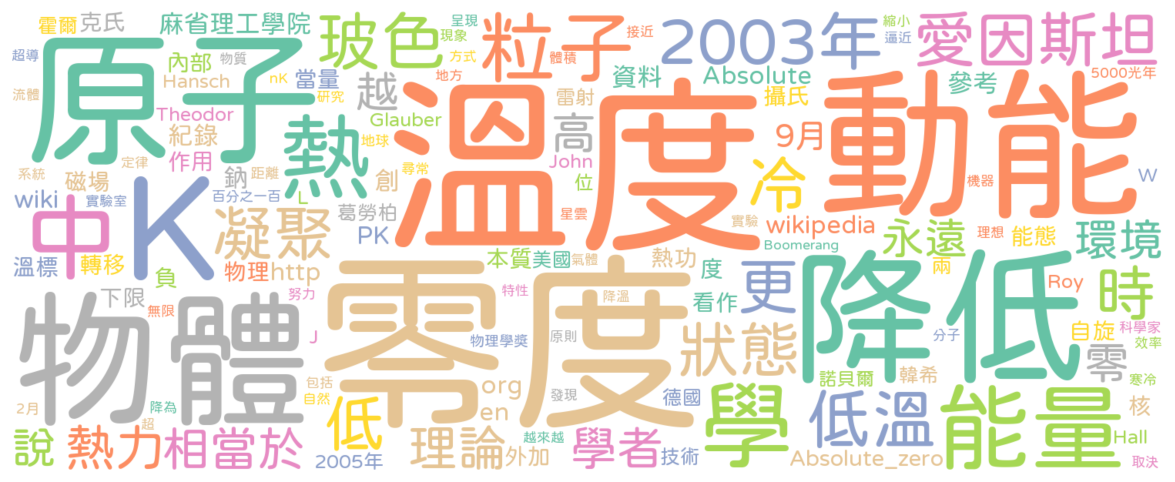 霍爾 克氏 麻省理工學院 玻色 呈現 現象 粒子 接近 2003年 縮小 逼近 愛因斯坦
超導 物質 內部 當量 方式 地方 體積 資料 Absolute 參考 5000光年
原子 Hansch nK 研究 越 雷射 攝氏
流體 Theodor 熱 Glauber 高 溫度 9月 動能
定律 紀錄 地球 John
系統 距離 作用 鈉 尋常 創 位 冷 機器 W
wiki 實驗室 磁場 百分之一百 L 葛勞柏 星雲 實驗 wikipedia 理想
中 K 凝聚 PK Boomerang 永遠 能態 環境
溫標 轉移 負 物理 http 本質 美國 氣體 熱功 度 更 兩 Roy 時
物體 下限 無限 努力 零度 特性 降溫 看作 降低 自旋 科學家
J 物理學獎 原則 狀態 分子 效率 零
2月 降為 超 包括 自然 org en 發現 德國 諾貝爾 韓希 寒冷 核
說 熱力 相當於 低 理論 越來越 學者 學 低溫 能量 Hall
2005年 外加 技術 Absolute_zero 取決